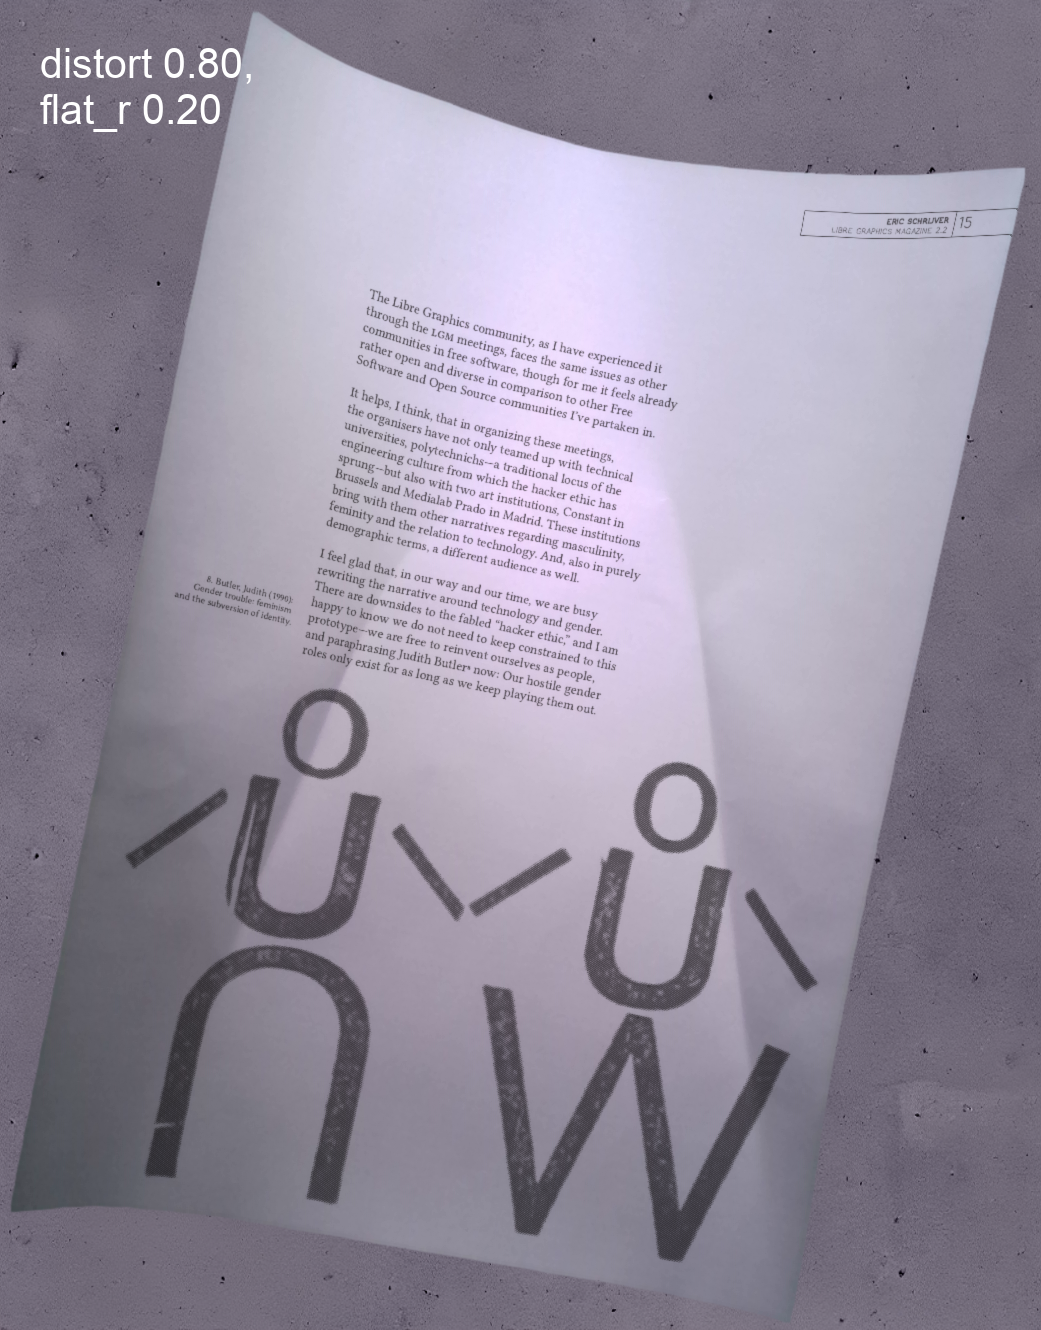 distort 0.80,
flat_r 0.20
ERIC SCHRIJVER
LIBRE GRAPHICS MAGAZINE 2.2
15
The Libre Graphics community, as I have experienced it
through the LGM meetings, faces the same issues as other
communities in free software, though for me it feels already
rather open and diverse in comparison to other Free
Software and Open Source communities I've partaken in.
It helps, I think, that in organizing these meetings,
the organisers have not only teamed up with technical
universities, polytechnichs—a traditional locus of the
engineering culture from which the hacker ethic has
sprung—but also with two art institutions, Constant in
Brussels and Medialab Prado in Madrid. These institutions
bring with them other narratives regarding masculinity,
feminity and the relation to technology. And, also in purely
demographic terms, a different audience as well.
I feel glad that, in our way and our time, we are busy
rewriting the narrative around technology and gender.
There are downsides to the fabled "hacker ethic," and I am
happy to know we do not need to keep constrained to this
prototype—we are free to reinvent ourselves as people,
and paraphrasing Judith Butler⁸ now: Our hostile gender
roles only exist for as long as we keep playing them out.
8. Butler, Judith (1990):
Gender trouble: feminism
and the subversion of identity.